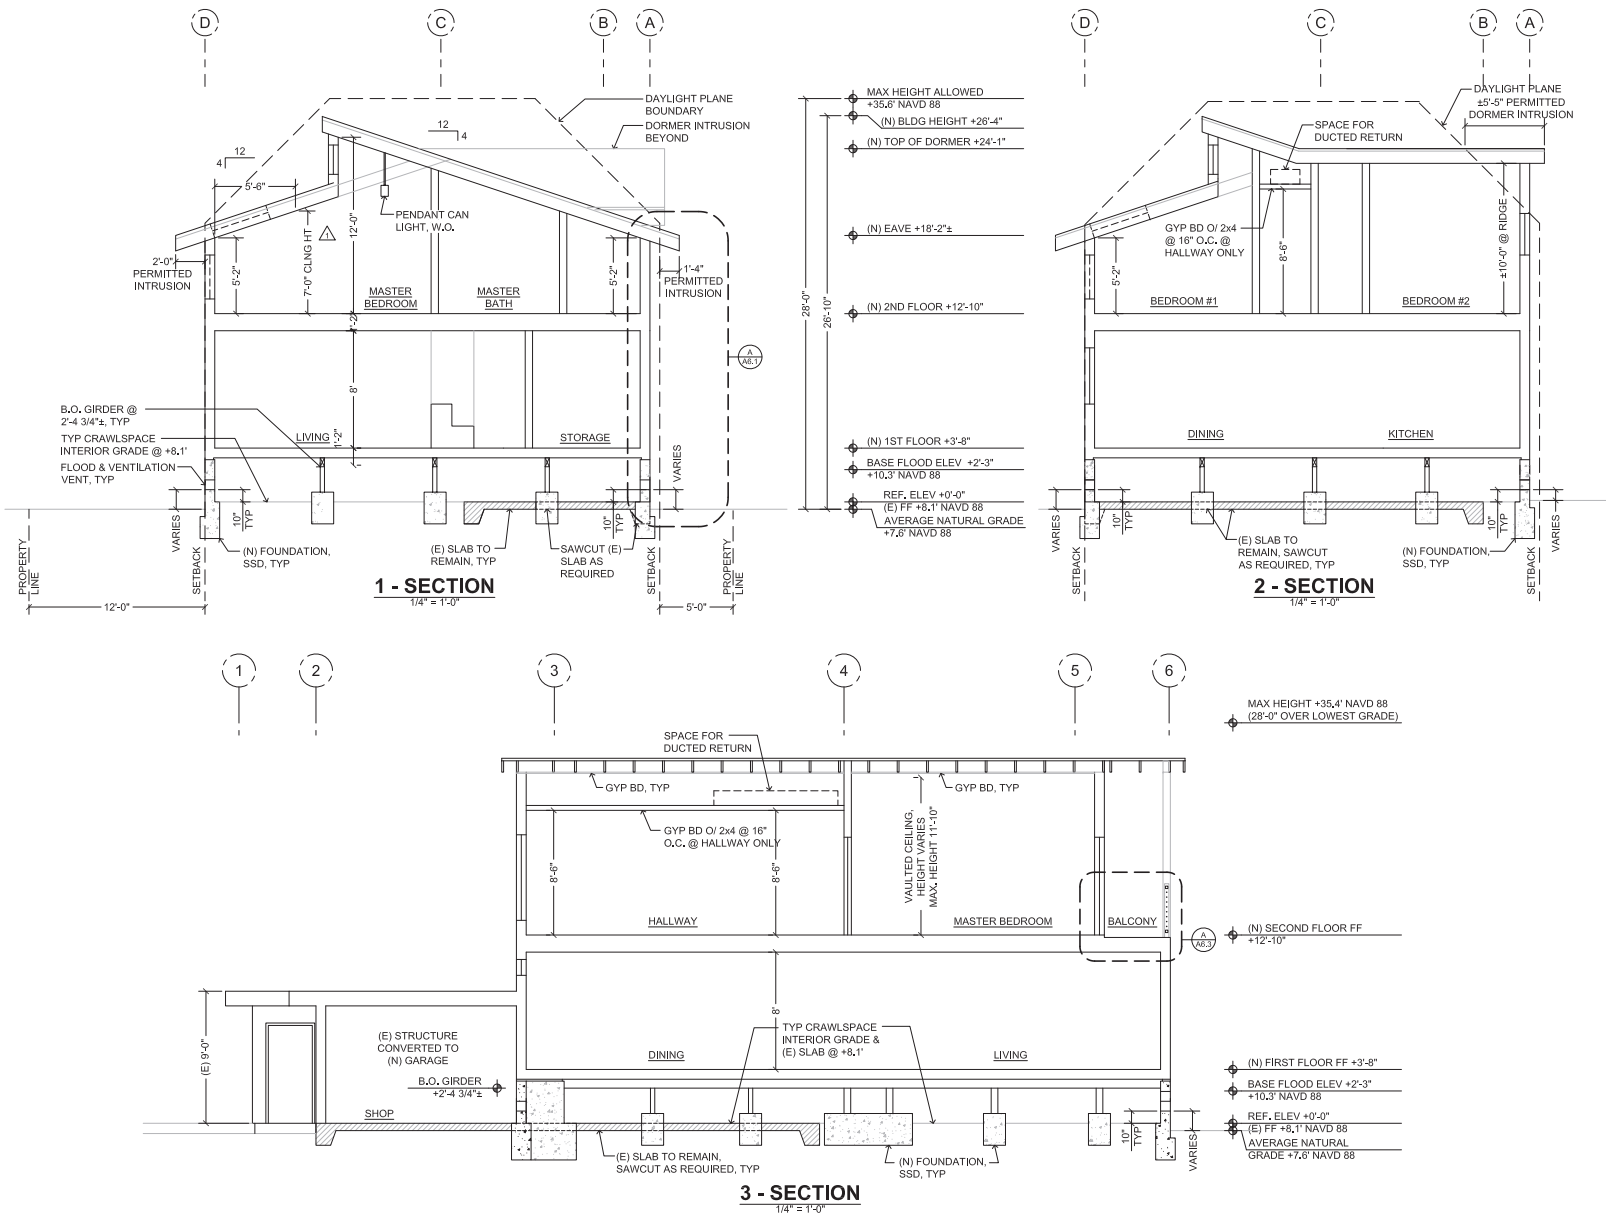 D
C
B
A
DAYLIGHT PLANE
BOUNDARY
DORMER INTRUSION
BEYOND
12
4
12
4
5'-6"
PENDANT CAN
LIGHT, W.O.
12'-0"
7'-0" CLNG HT
1
5'-2"
5'-2"
2'-0"
PERMITTED
INTRUSION
1'-4"
PERMITTED
INTRUSION
MASTER
BEDROOM
MASTER
BATH
1'-2"
8'
1'-2"
A
A6.1
B.O. GIRDER @
2'-4 3/4"±, TYP
TYP CRAWLSPACE
INTERIOR GRADE @ +8.1'
FLOOD & VENTILATION
VENT, TYP
LIVING
STORAGE
VARIES
VARIES
10"
TYP
10"
TYP
(N) FOUNDATION,
SSD, TYP
(E) SLAB TO
REMAIN, TYP
SAWCUT (E)
SLAB AS
REQUIRED
PROPERTY
LINE
SETBACK
SETBACK
PROPERTY
LINE
12'-0"
5'-0"
1 - SECTION
1/4" = 1'-0"
28'-0"
26'-10"
MAX HEIGHT ALLOWED
+35.6' NAVD 88
(N) BLDG HEIGHT +26'-4"
(N) TOP OF DORMER +24'-1"
(N) EAVE +18'-2"±
(N) 2ND FLOOR +12'-10"
(N) 1ST FLOOR +3'-8"
BASE FLOOD ELEV +2'-3"
+10.3' NAVD 88
REF. ELEV +0'-0"
(E) FF +8.1' NAVD 88
AVERAGE NATURAL GRADE
+7.6' NAVD 88
D
C
B
A
DAYLIGHT PLANE
±5'-5" PERMITTED
DORMER INTRUSION
SPACE FOR
DUCTED RETURN
GYP BD O/ 2x4
@ 16" O.C. @
HALLWAY ONLY
8'-6"
±10'-0" @ RIDGE
5'-2"
BEDROOM #1
BEDROOM #2
DINING
KITCHEN
VARIES
10"
TYP
10"
TYP
VARIES
(E) SLAB TO
REMAIN, SAWCUT
AS REQUIRED, TYP
(N) FOUNDATION,
SSD, TYP
SETBACK
SETBACK
2 - SECTION
1/4" = 1'-0"
1
2
3
4
5
6
MAX HEIGHT +35.4' NAVD 88
(28'-0" OVER LOWEST GRADE)
SPACE FOR
DUCTED RETURN
GYP BD, TYP
GYP BD, TYP
GYP BD O/ 2x4 @ 16"
O.C. @ HALLWAY ONLY
8'-6"
8'-6"
VAULTED CEILING,
HEIGHT VARIES
MAX. HEIGHT 11'-10"
HALLWAY
MASTER BEDROOM
BALCONY
A
A6.3
(N) SECOND FLOOR FF
+12'-10"
8"
(E) 9'-0"
(E) STRUCTURE
CONVERTED TO
(N) GARAGE
B.O. GIRDER
+2'-4 3/4"±
SHOP
TYP CRAWLSPACE
INTERIOR GRADE &
(E) SLAB @ +8.1'
DINING
LIVING
(N) FIRST FLOOR FF +3'-8"
BASE FLOOD ELEV +2'-3"
+10.3' NAVD 88
REF. ELEV +0'-0"
(E) FF +8.1' NAVD 88
AVERAGE NATURAL
GRADE +7.6' NAVD 88
10"
TYP
VARIES
(E) SLAB TO REMAIN,
SAWCUT AS REQUIRED, TYP
(N) FOUNDATION,
SSD, TYP
3 - SECTION
1/4" = 1'-0"